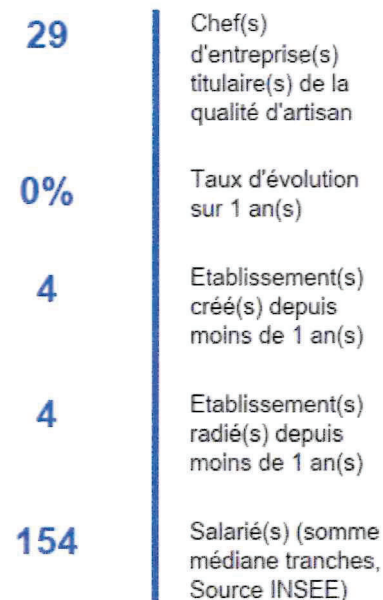 29
Chef(s)
d'entreprise(s)
titulaire(s) de la
qualité d'artisan
0%
Taux d'évolution
sur 1 an(s)
4
Etablissement(s)
créé(s) depuis
moins de 1 an(s)
4
Etablissement(s)
radié(s) depuis
moins de 1 an(s)
154
Salarié(s) (somme
médiane tranches,
Source INSEE)